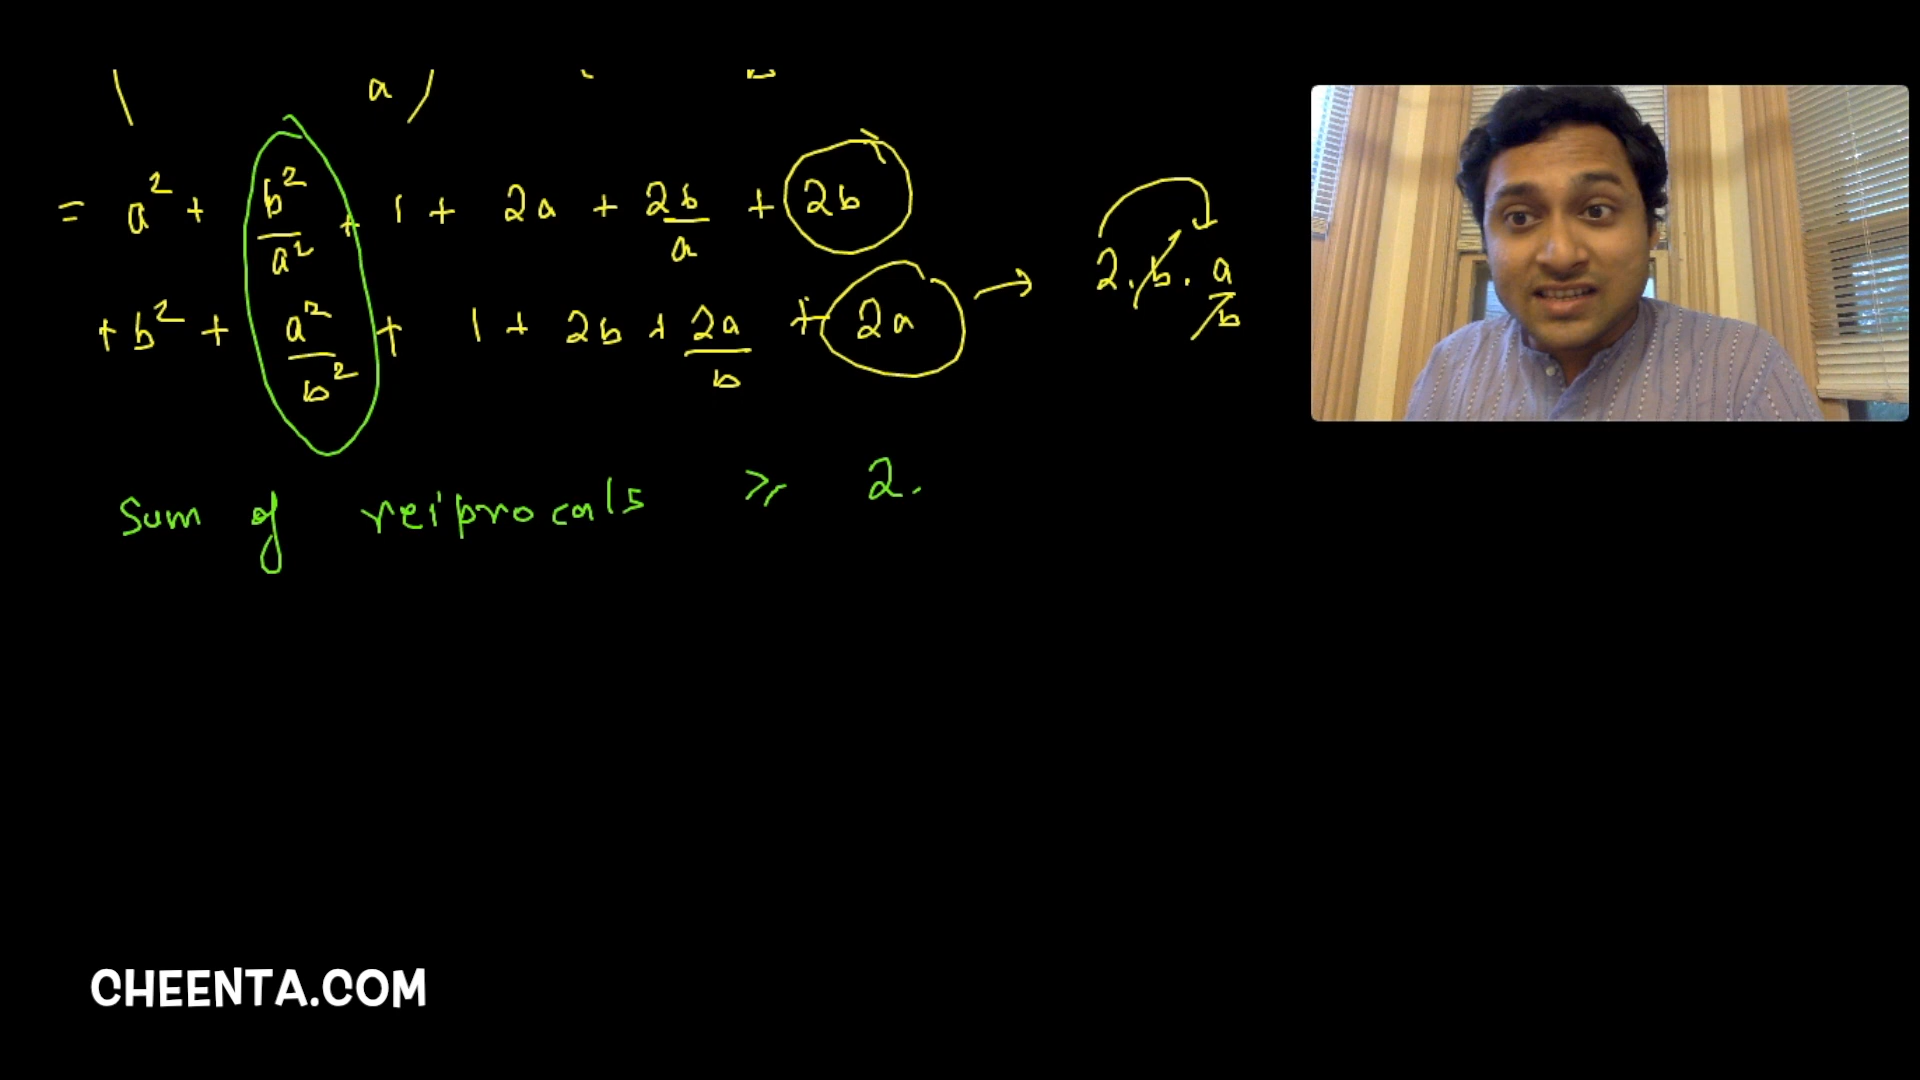 a)
= a² + b²/a² + 1 + 2a + 2b/a + 2b
+ b² + a²/b² + 1 + 2b + 2a/b + 2a → 2.b.a/b
Sum of reiprocals ≥ 2.
CHEENTA.COM